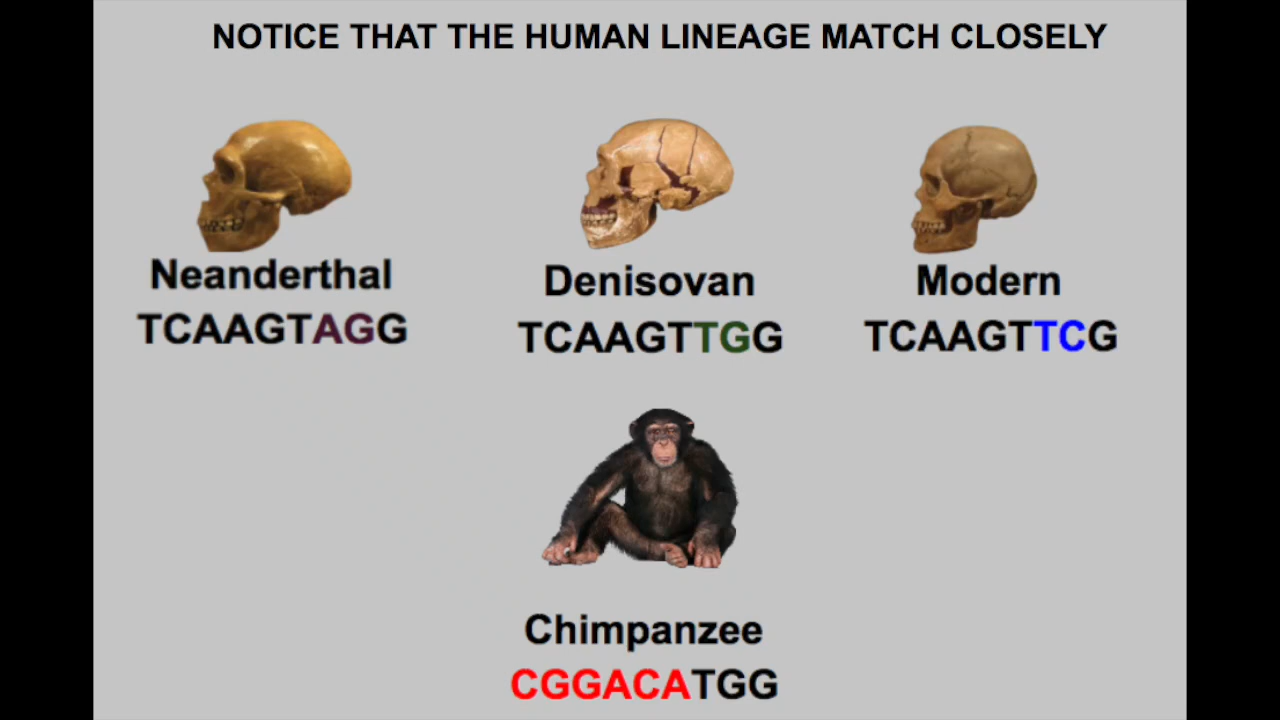 NOTICE THAT THE HUMAN LINEAGE MATCH CLOSELY
Neanderthal
TCAAGTAGG
Denisovan
TCAAGTTGG
Modern
TCAAGTTCG
Chimpanzee
CGGACATGG